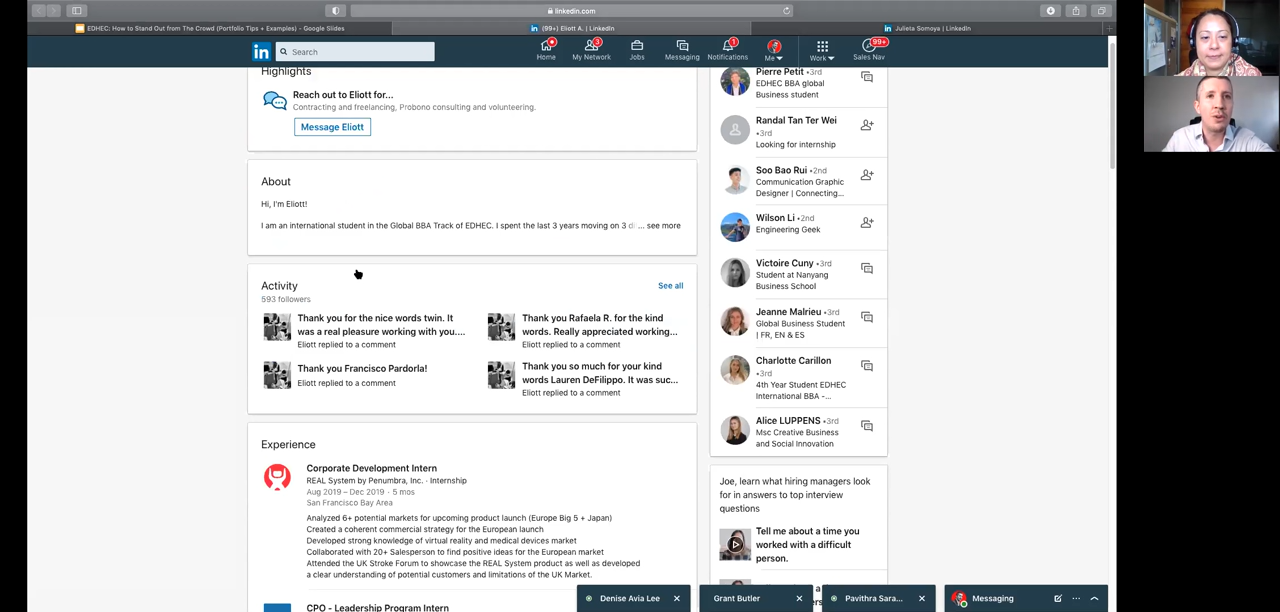 linkedin.com
EDHEC: How to Stand Out from The Crowd (Portfolio Tips + Examples) - Google Slides
(99+) Eliott A. | LinkedIn
Julieta Somoya | LinkedIn
Search
Home
3
My Network
Jobs
Messaging
1
Notifications
Me
Work
99+
Sales Nav
Highlights
Reach out to Eliott for...
Contracting and freelancing, Probono consulting and volunteering.
Message Eliott
About
Hi, I'm Eliott!
I am an international student in the Global BBA Track of EDHEC. I spent the last 3 years moving on 3 d ... see more
Activity
593 followers
See all
Thank you for the nice words twin. It
was a real pleasure working with you....
Eliott replied to a comment
Thank you Rafaela R. for the kind
words. Really appreciated working...
Eliott replied to a comment
Thank you Francisco Pardorla!
Eliott replied to a comment
Thank you so much for your kind
words Lauren DeFilippo. It was suc...
Eliott replied to a comment
Experience
Corporate Development Intern
REAL System by Penumbra, Inc. · Internship
Aug 2019 – Dec 2019 · 5 mos
San Francisco Bay Area
Analyzed 6+ potential markets for upcoming product launch (Europe Big 5 + Japan)
Created a coherent commercial strategy for the European launch
Developed strong knowledge of virtual reality and medical devices market
Collaborated with 20+ Salesperson to find positive ideas for the European market
Attended the UK Stroke Forum to showcase the REAL System product as well as developed
a clear understanding of potential customers and limitations of the UK Market.
CPO - Leadership Program Intern
Pierre Petit • 3rd
EDHEC BBA global
Business student
Randal Tan Ter Wei
• 3rd
Looking for internship
Soo Bao Rui • 2nd
Communication Graphic
Designer | Connecting...
Wilson Li • 2nd
Engineering Geek
Victoire Cuny • 3rd
Student at Nanyang
Business School
Jeanne Malrieu • 3rd
Global Business Student
| FR, EN & ES
Charlotte Carillon
• 3rd
4th Year Student EDHEC
International BBA -...
Alice LUPPENS • 3rd
Msc Creative Business
and Social Innovation
Joe, learn what hiring managers look
for in answers to top interview
questions
Tell me about a time you
worked with a difficult
person.
Denise Avia Lee
Grant Butler
Pavithra Sara...
Messaging